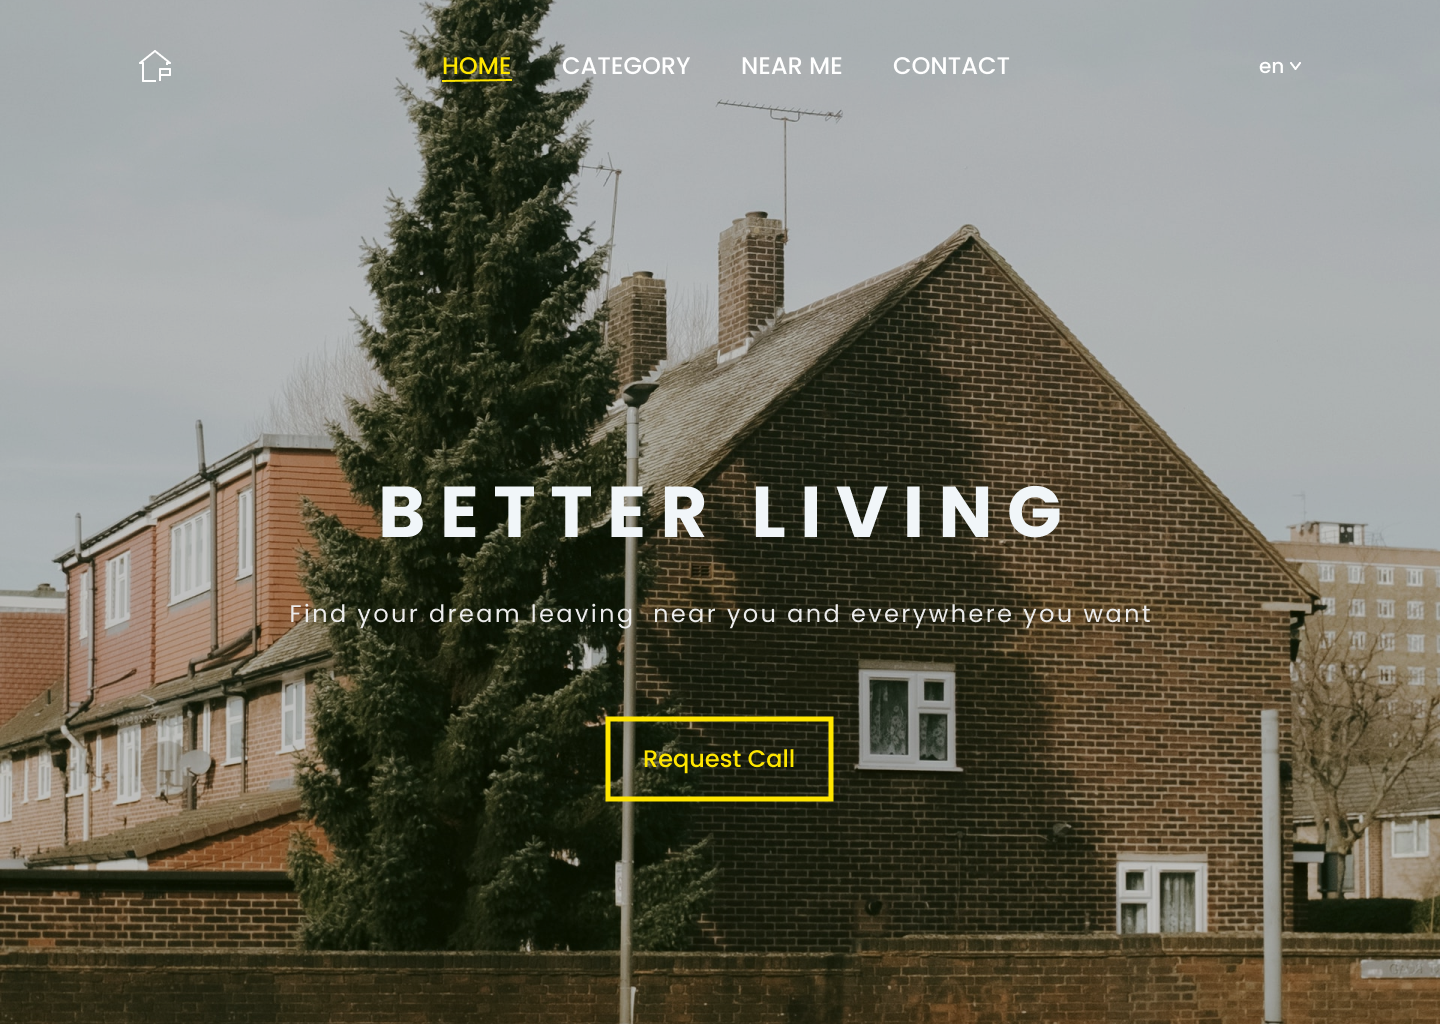 HOME CATEGORY NEAR ME CONTACT en
BETTER LIVING
Find your dream leaving near you and everywhere you want
Request Call